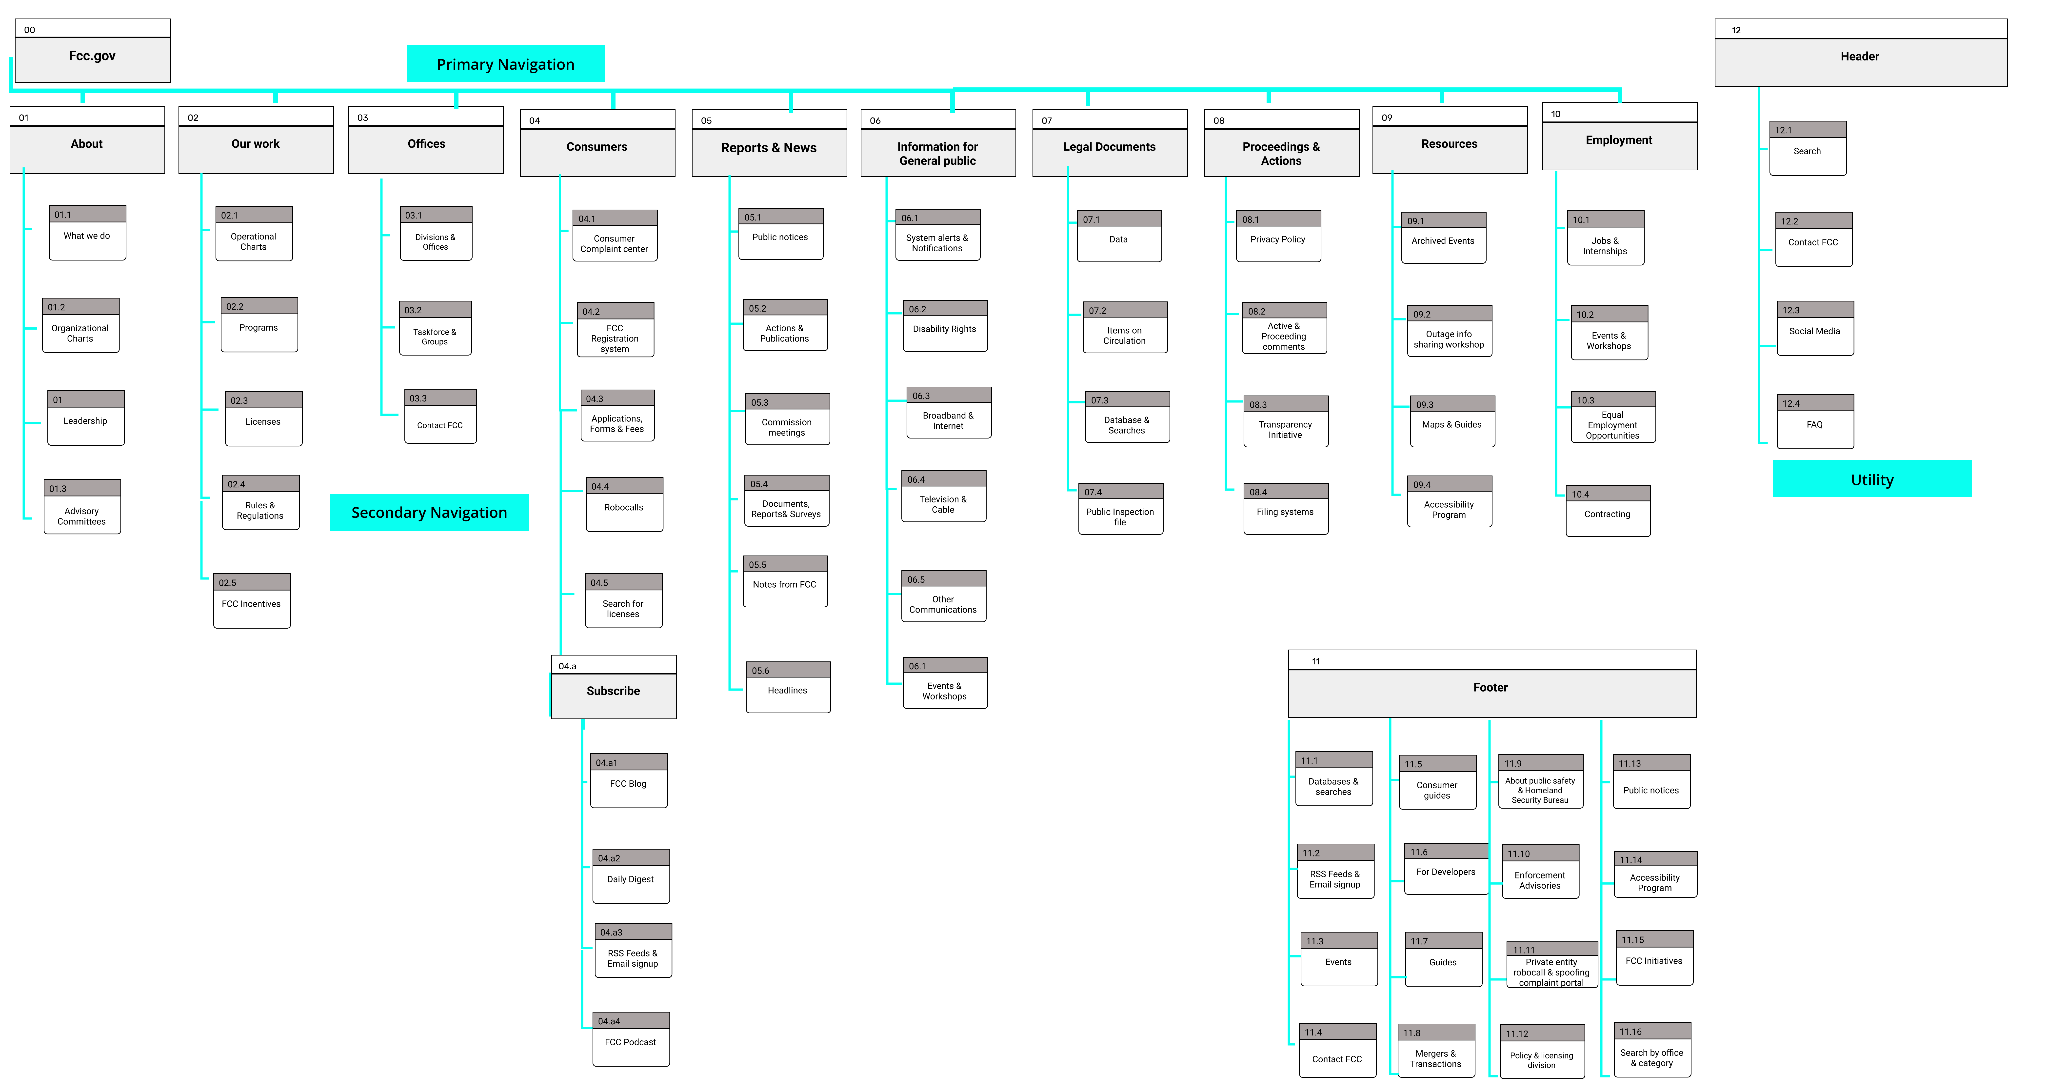 00
Fcc.gov
Primary Navigation
12
Header
01
About
02
Our work
03
Offices
04
Consumers
05
Reports & News
06
Information for
General public
07
Legal Documents
08
Proceedings &
Actions
09
Resources
10
Employment
01.1
What we do
01.2
Organizational
Charts
01
Leadership
01.3
Advisory
Committees
02.1
Operational
Charts
02.2
Programs
02.3
Licenses
02.4
Rules &
Regulations
02.5
FCC Incentives
03.1
Divisions &
Offices
03.2
Taskforce &
Groups
03.3
Contact FCC
Secondary Navigation
04.1
Consumer
Complaint center
04.2
FCC
Registration
system
04.3
Applications,
Forms & Fees
04.4
Robocalls
04.5
Search for
licenses
04.a
Subscribe
04.a1
FCC Blog
04.a2
Daily Digest
04.a3
RSS Feeds &
Email signup
04.a4
FCC Podcast
05.1
Public notices
05.2
Actions &
Publications
05.3
Commission
meetings
05.4
Documents,
Reports& Surveys
05.5
Notes from FCC
05.6
Headlines
06.1
System alerts &
Notifications
06.2
Disability Rights
06.3
Broadband &
Internet
06.4
Television &
Cable
06.5
Other
Communications
06.1
Events &
Workshops
07.1
Data
07.2
Items on
Circulation
07.3
Database &
Searches
07.4
Public Inspection
file
08.1
Privacy Policy
08.2
Active &
Proceeding
comments
08.3
Transparency
Initiative
08.4
Filing systems
09.1
Archived Events
09.2
Outage info
sharing workshop
09.3
Maps & Guides
09.4
Accessibility
Program
10.1
Jobs &
Internships
10.2
Events &
Workshops
10.3
Equal
Employment
Opportunities
10.4
Contracting
12.1
Search
12.2
Contact FCC
12.3
Social Media
12.4
FAQ
Utility
11
Footer
11.1
Databases &
searches
11.2
RSS Feeds &
Email signup
11.3
Events
11.4
Contact FCC
11.5
Consumer
guides
11.6
For Developers
11.7
Guides
11.8
Mergers &
Transactions
11.9
About public safety
& Homeland
Security Bureau
11.10
Enforcement
Advisories
11.11
Private entity
robocall & spoofing
complaint portal
11.12
Policy & licensing
division
11.13
Public notices
11.14
Accessibility
Program
11.15
FCC Initiatives
11.16
Search by office
& category